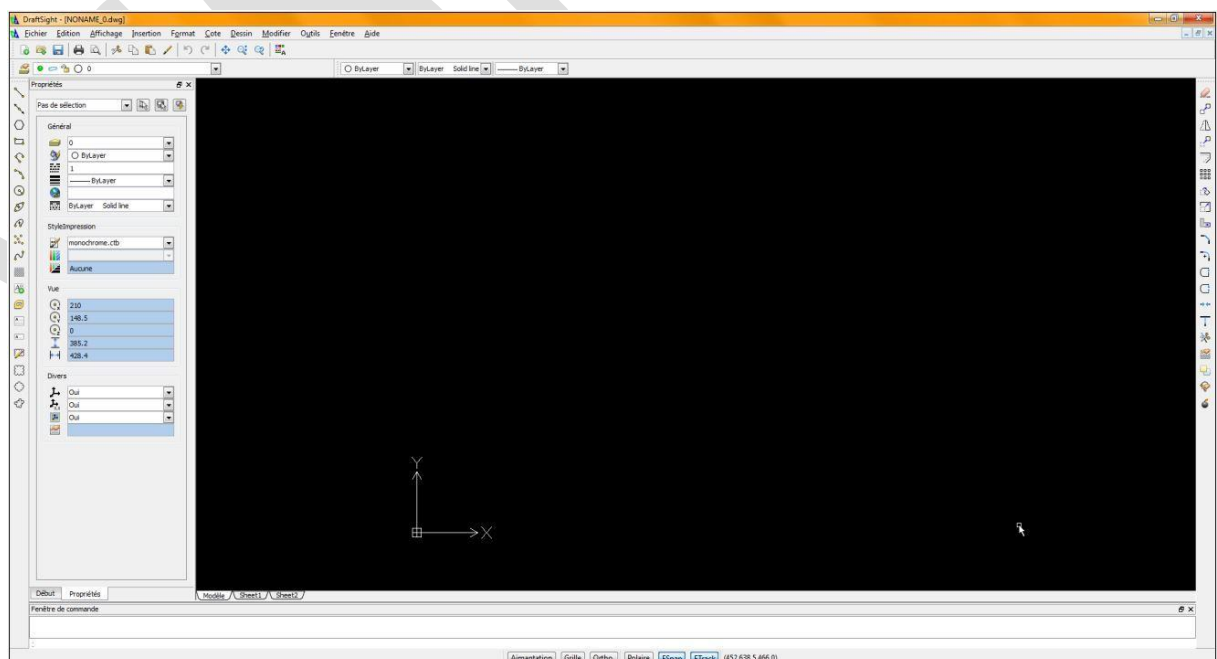 DraftSight - [NONAME_0.dwg]
Fichier Edition Affichage Insertion Format Cote Dessin Modifier Outils Fenêtre Aide
0
ByLayer
ByLayer Solid line
ByLayer
Propriétés
Pas de sélection
Général
0
ByLayer
1
ByLayer
ByLayer Solid line
StyleImpression
monochrome.ctb
Aucune
Vue
210
148.5
0
385.2
428.4
Divers
Oui
Oui
Oui
Y
X
Début Propriétés
Modèle Sheet1 Sheet2
Fenêtre de commande
:
Aimantation Grille Ortho Polaire ESnap ETrack